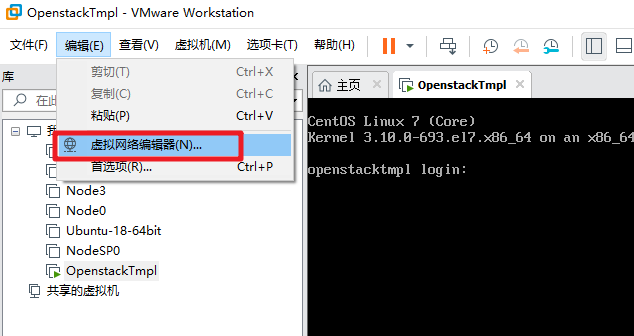 OpenstackTmpl - VMware Workstation
文件(F) 编辑(E) 查看(V) 虚拟机(M) 选项卡(T) 帮助(H)
库
剪切(T) Ctrl+X
复制(C) Ctrl+C
粘贴(P) Ctrl+V
虚拟网络编辑器(N)...
首选项(R)... Ctrl+P
在此
Node3
Node0
Ubuntu-18-64bit
NodeSP0
OpenstackTmpl
共享的虚拟机
主页
OpenstackTmpl
CentOS Linux 7 (Core)
Kernel 3.10.0-693.el7.x86_64 on an x86_64
openstacktmpl login: